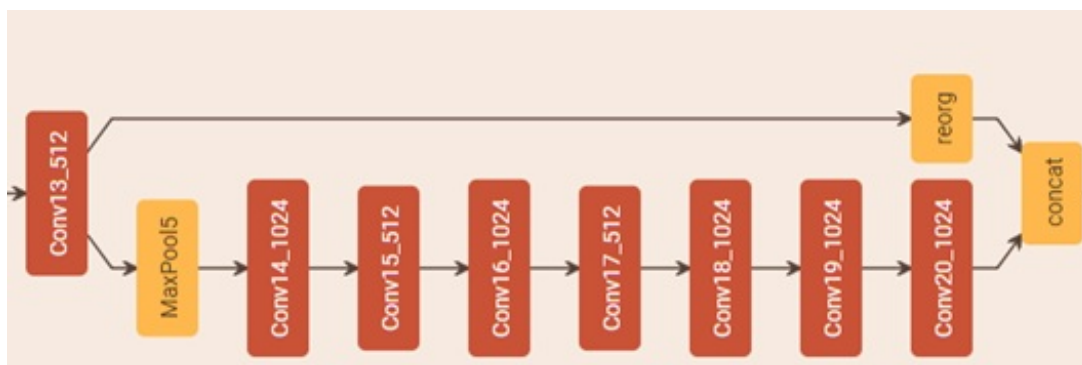 Conv13_512
MaxPool5
Conv14_1024
Conv15_512
Conv16_1024
Conv17_512
Conv18_1024
Conv19_1024
Conv20_1024
reorg
concat